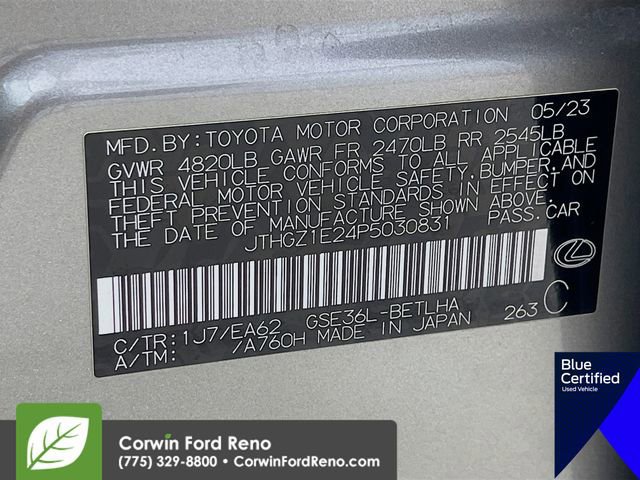 MFD. BY: TOYOTA MOTOR CORPORATION 05/23
GVWR 4820LB GAWR FR 2470LB RR 2545LB
THIS VEHICLE CONFORMS TO ALL APPLICABLE
FEDERAL MOTOR VEHICLE SAFETY, BUMPER, AND
THEFT PREVENTION STANDARDS IN EFFECT ON
THE DATE OF MANUFACTURE SHOWN ABOVE.
JTHGZ1E24P5030831 PASS. CAR
C/TR: 1J7/EA62 GSE36L-BETLHA
A/TM: /A760H MADE IN JAPAN 263 C
Blue
Certified
Used Vehicle
Corwin Ford Reno
(775) 329-8800 • CorwinFordReno.com